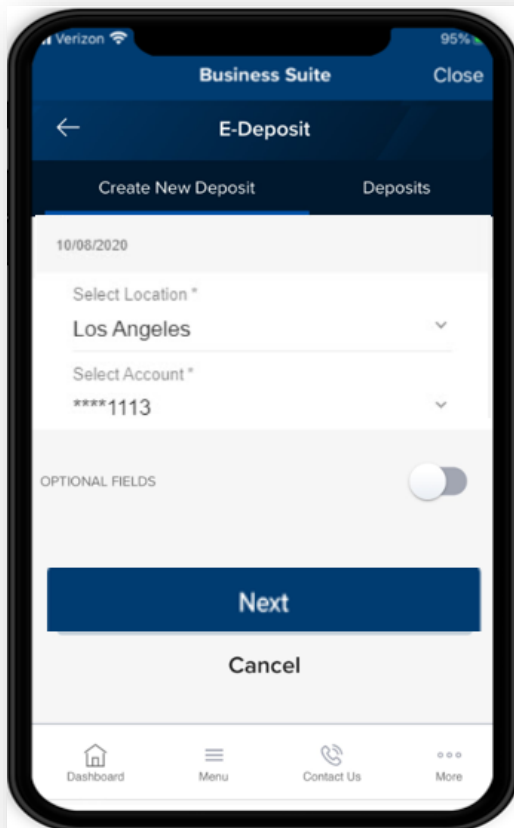 Verizon 95%
Business Suite Close
E-Deposit
Create New Deposit Deposits
10/08/2020
Select Location *
Los Angeles
Select Account *
****1113
OPTIONAL FIELDS
Next
Cancel
Dashboard Menu Contact Us More